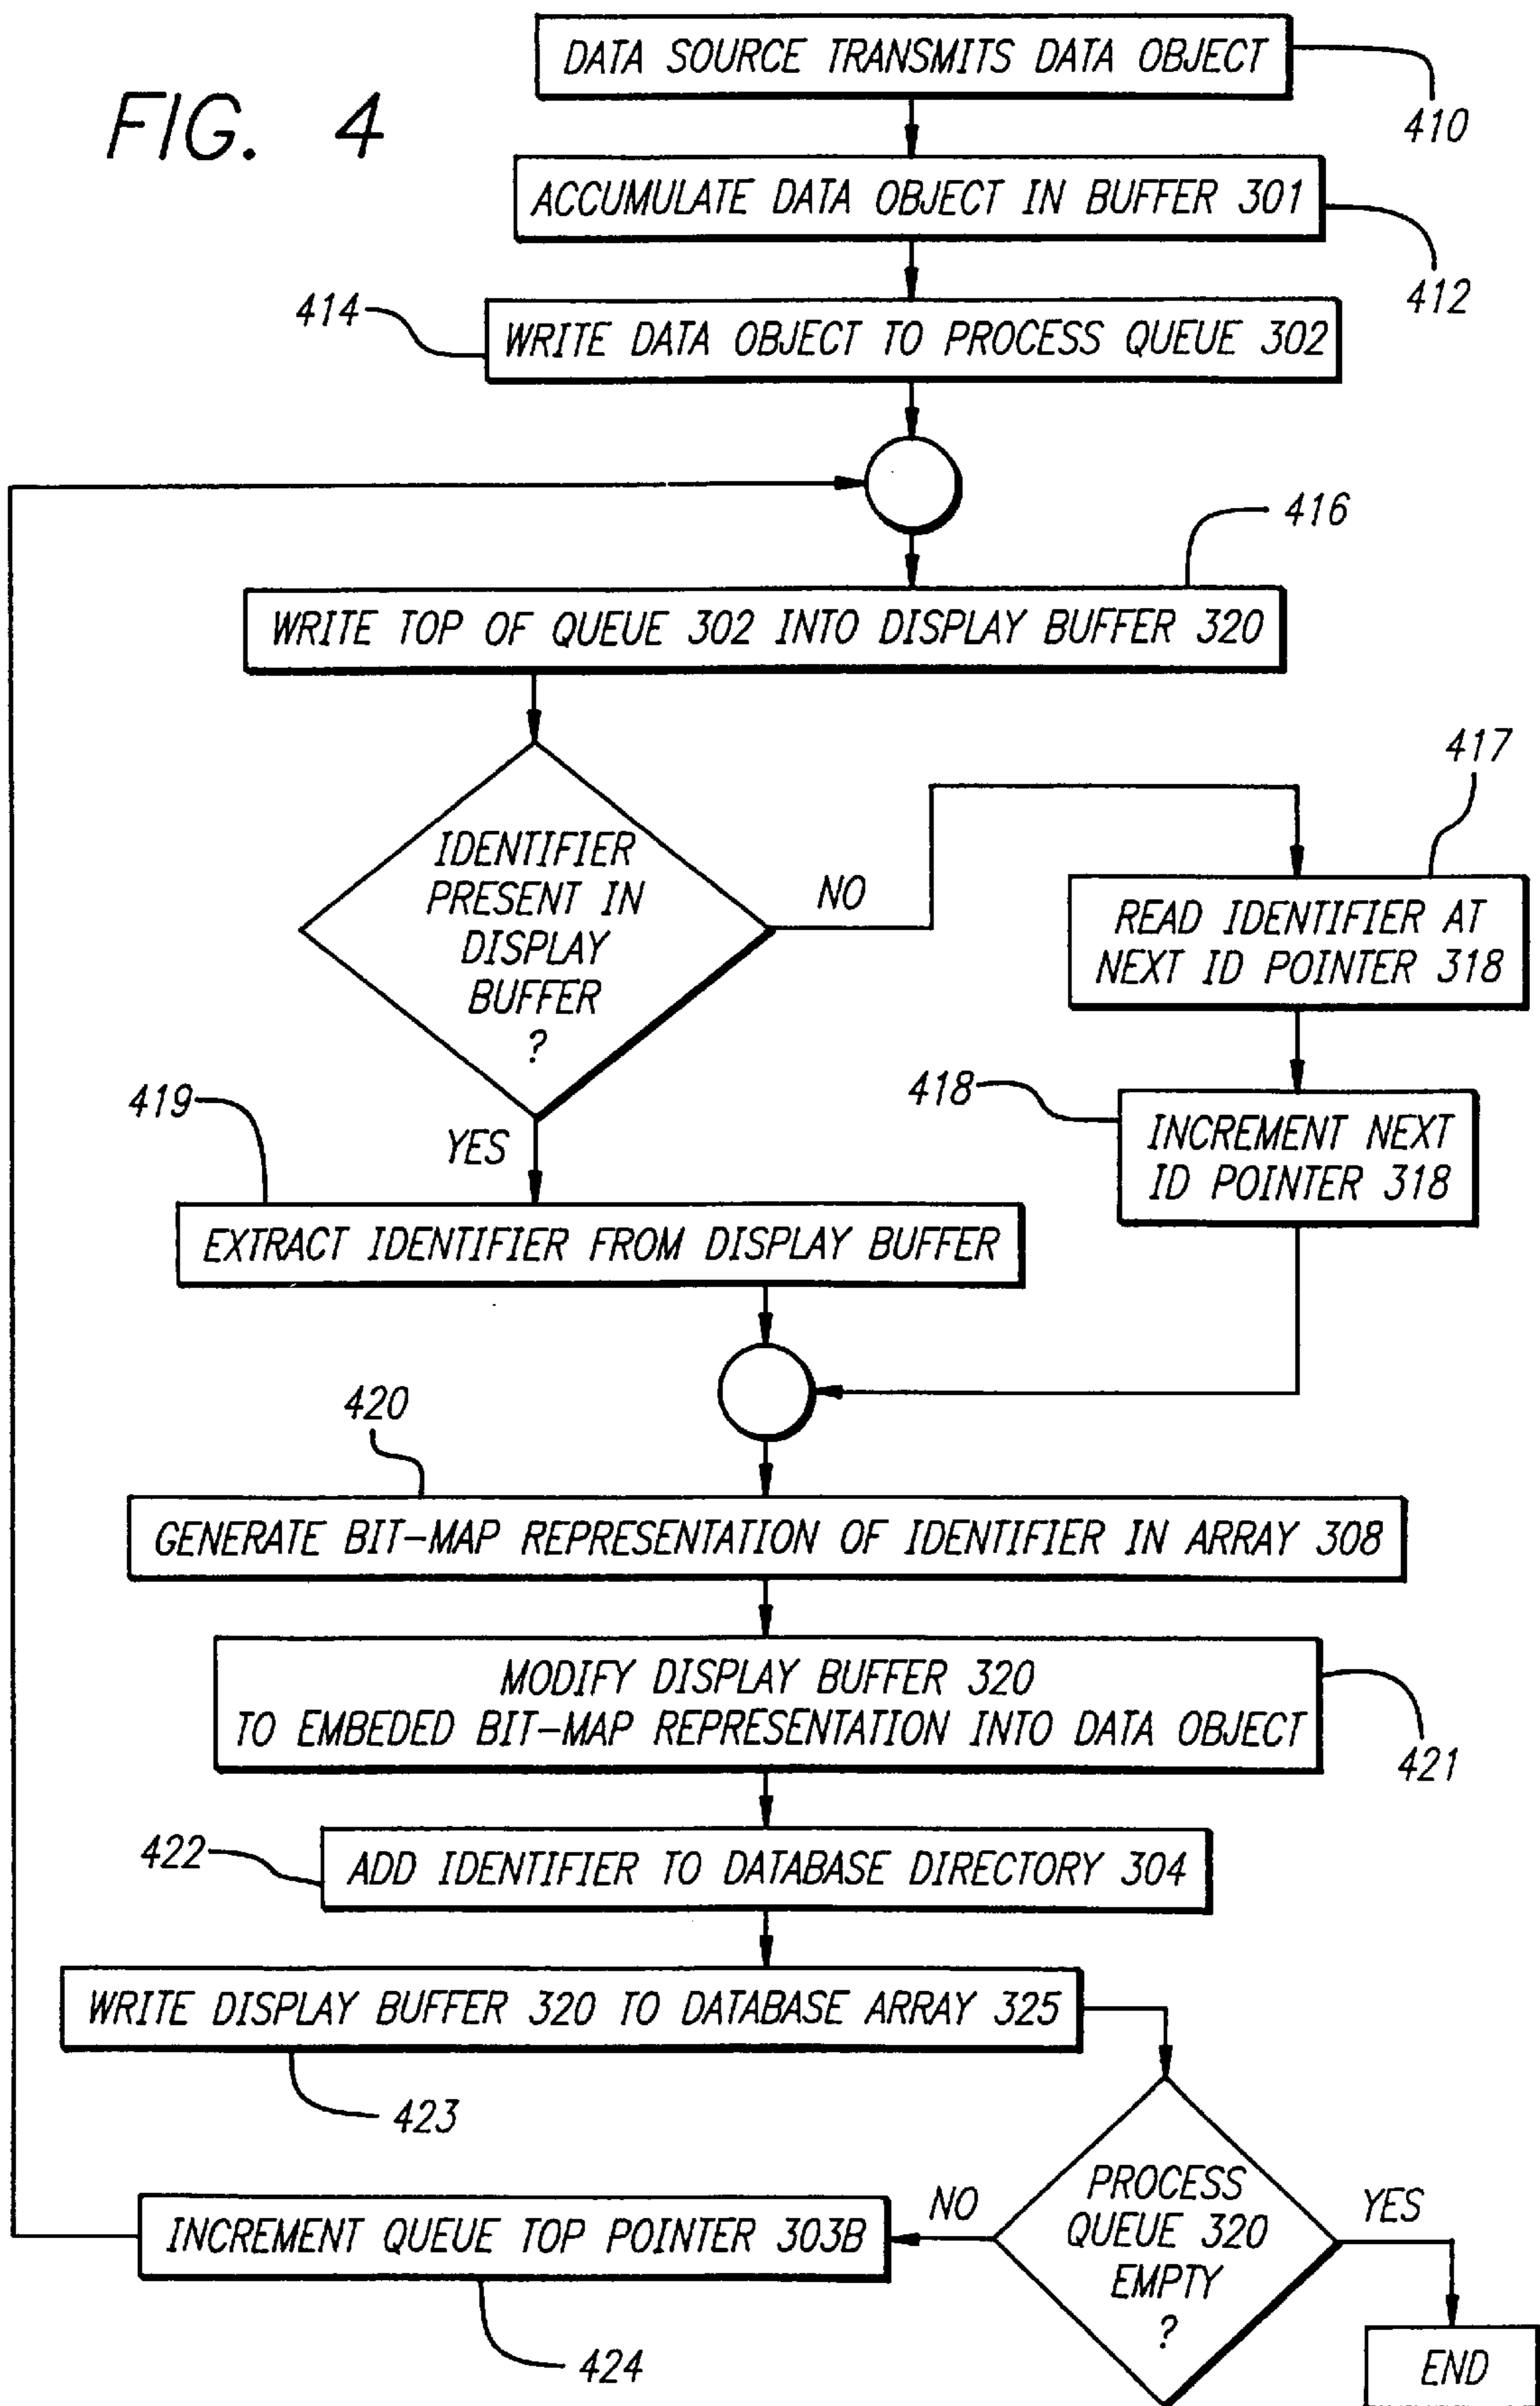 FIG. 4
DATA SOURCE TRANSMITS DATA OBJECT
410
ACCUMULATE DATA OBJECT IN BUFFER 301
412
414
WRITE DATA OBJECT TO PROCESS QUEUE 302
416
WRITE TOP OF QUEUE 302 INTO DISPLAY BUFFER 320
IDENTIFIER
PRESENT IN
DISPLAY
BUFFER
?
NO
417
READ IDENTIFIER AT
NEXT ID POINTER 318
418
INCREMENT NEXT
ID POINTER 318
419
YES
EXTRACT IDENTIFIER FROM DISPLAY BUFFER
420
GENERATE BIT-MAP REPRESENTATION OF IDENTIFIER IN ARRAY 308
MODIFY DISPLAY BUFFER 320
TO EMBEDED BIT-MAP REPRESENTATION INTO DATA OBJECT
421
422
ADD IDENTIFIER TO DATABASE DIRECTORY 304
WRITE DISPLAY BUFFER 320 TO DATABASE ARRAY 325
423
PROCESS
QUEUE 320
EMPTY
?
NO
YES
INCREMENT QUEUE TOP POINTER 303B
424
END